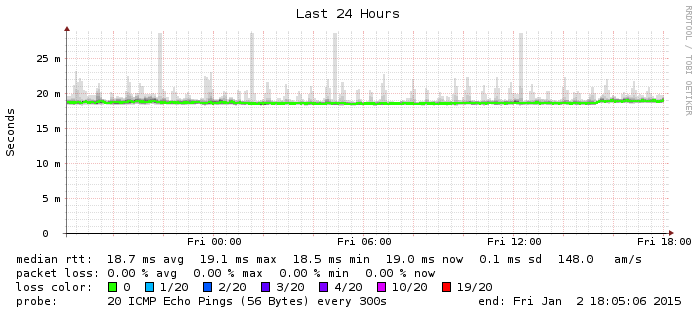 Last 24 Hours
RRDTOOL / TOBI OETIKER
Seconds
25 m
20 m
15 m
10 m
5 m
0
Fri 00:00 Fri 06:00 Fri 12:00 Fri 18:00
median rtt: 18.7 ms avg 19.1 ms max 18.5 ms min 19.0 ms now 0.1 ms sd 148.0 am/s
packet loss: 0.00 % avg 0.00 % max 0.00 % min 0.00 % now
loss color: 0 1/20 2/20 3/20 4/20 10/20 19/20
probe: 20 ICMP Echo Pings (56 Bytes) every 300s end: Fri Jan 2 18:05:06 2015